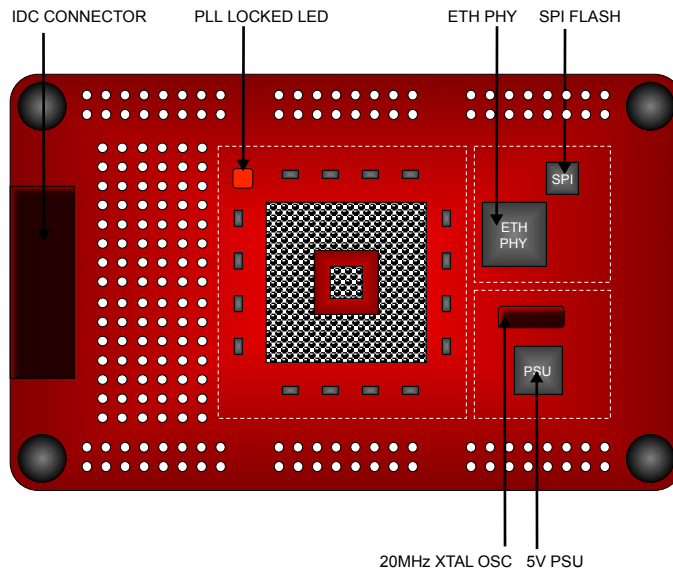 IDC CONNECTOR
PLL LOCKED LED
ETH PHY
SPI FLASH
SPI
ETH
PHY
PSU
20MHz XTAL OSC
5V PSU